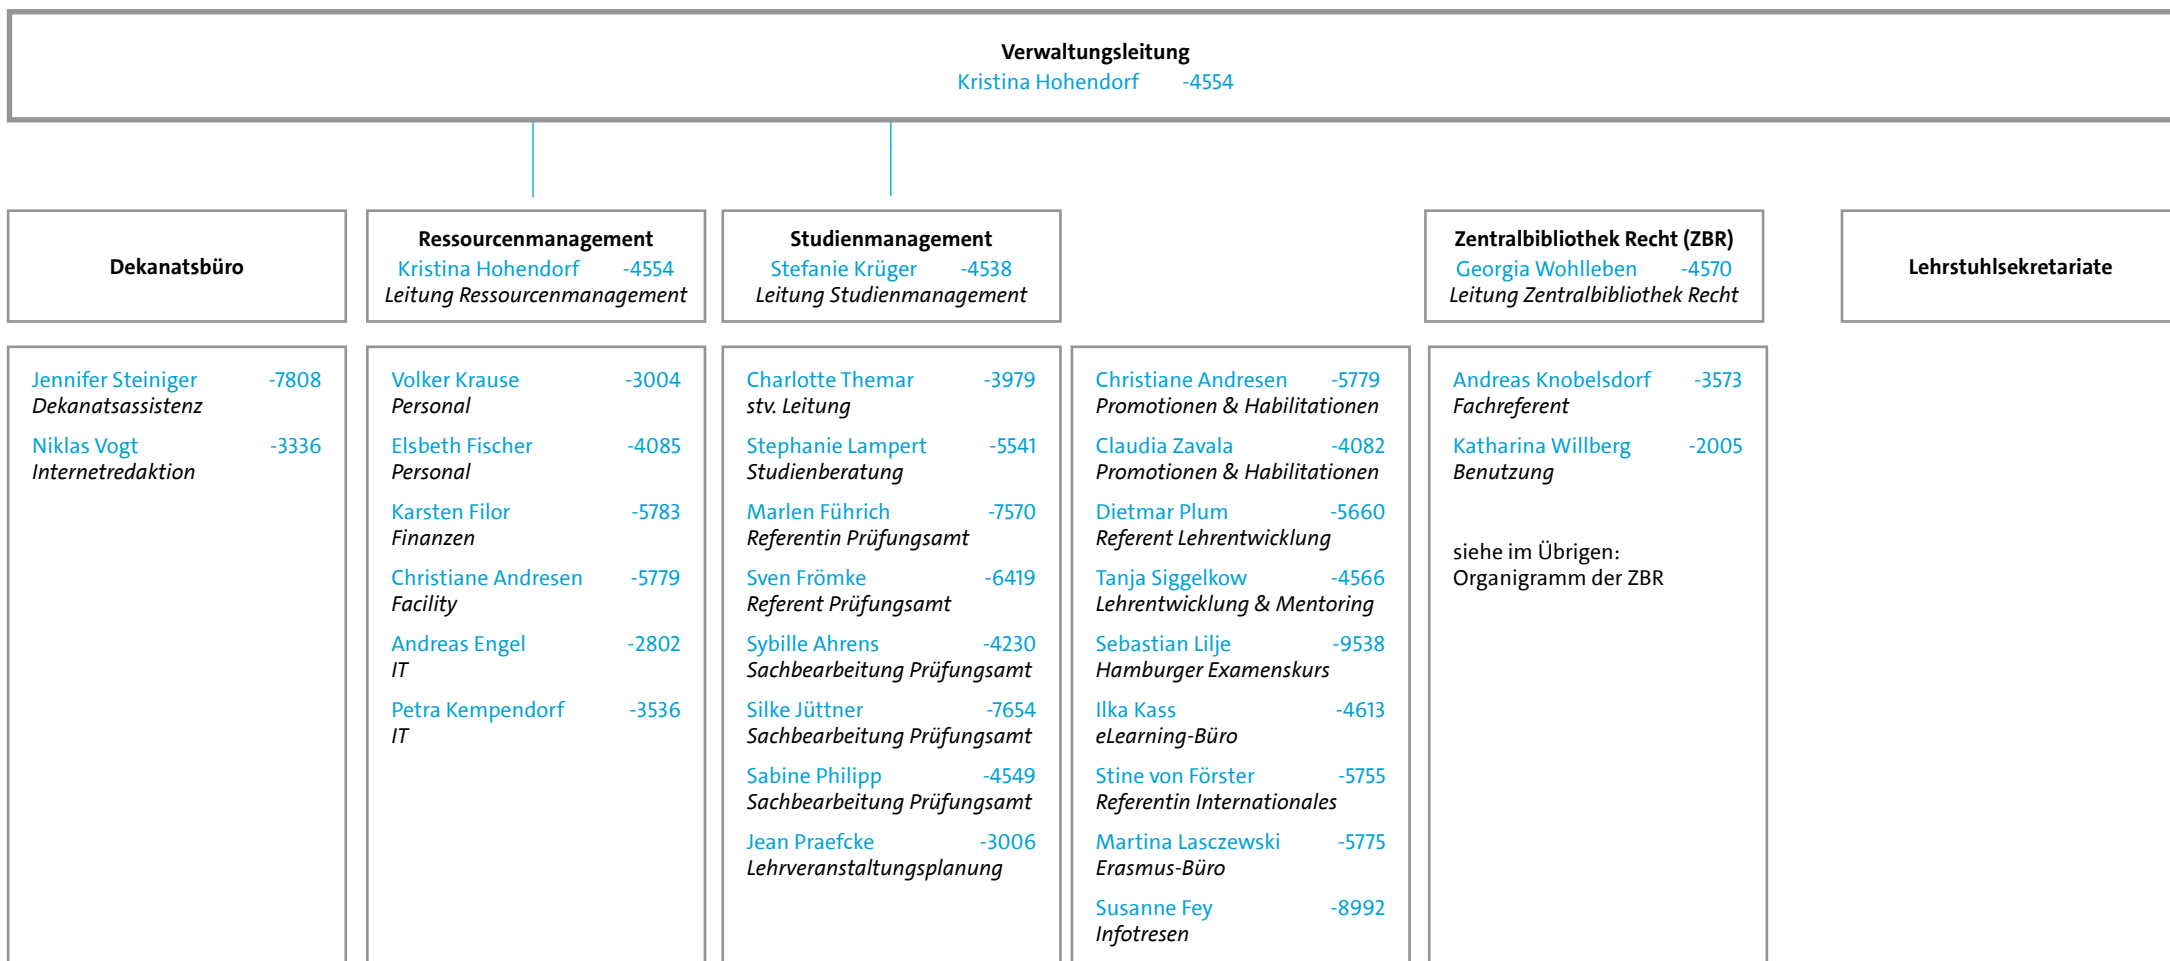 Verwaltungsleitung
Kristina Hohendorf -4554
Dekanatsbüro
Ressourcenmanagement
Kristina Hohendorf -4554
Leitung Ressourcenmanagement
Studienmanagement
Stefanie Krüger -4538
Leitung Studienmanagement
Zentralbibliothek Recht (ZBR)
Georgia Wohlleben -4570
Leitung Zentralbibliothek Recht
Lehrstuhlsekretariate
Jennifer Steiniger -7808
Dekanatsassistenz
Niklas Vogt -3336
Internetredaktion
Volker Krause -3004
Personal
Elsbeth Fischer -4085
Personal
Karsten Filor -5783
Finanzen
Christiane Andresen -5779
Facility
Andreas Engel -2802
IT
Petra Kempendorf -3536
IT
Charlotte Themar -3979
stv. Leitung
Stephanie Lampert -5541
Studienberatung
Marlen Führich -7570
Referentin Prüfungsamt
Sven Frömke -6419
Referent Prüfungsamt
Sybille Ahrens -4230
Sachbearbeitung Prüfungsamt
Silke Jüttner -7654
Sachbearbeitung Prüfungsamt
Sabine Philipp -4549
Sachbearbeitung Prüfungsamt
Jean Praefcke -3006
Lehrveranstaltungsplanung
Christiane Andresen -5779
Promotionen & Habilitationen
Claudia Zavala -4082
Promotionen & Habilitationen
Dietmar Plum -5660
Referent Lehrentwicklung
Tanja Siggelkow -4566
Lehrentwicklung & Mentoring
Sebastian Lilje -9538
Hamburger Examenskurs
Ilka Kass -4613
eLearning-Büro
Stine von Förster -5755
Referentin Internationales
Martina Lasczewski -5775
Erasmus-Büro
Susanne Fey -8992
Infotresen
Andreas Knobelsdorf -3573
Fachreferent
Katharina Willberg -2005
Benutzung
siehe im Übrigen:
Organigramm der ZBR